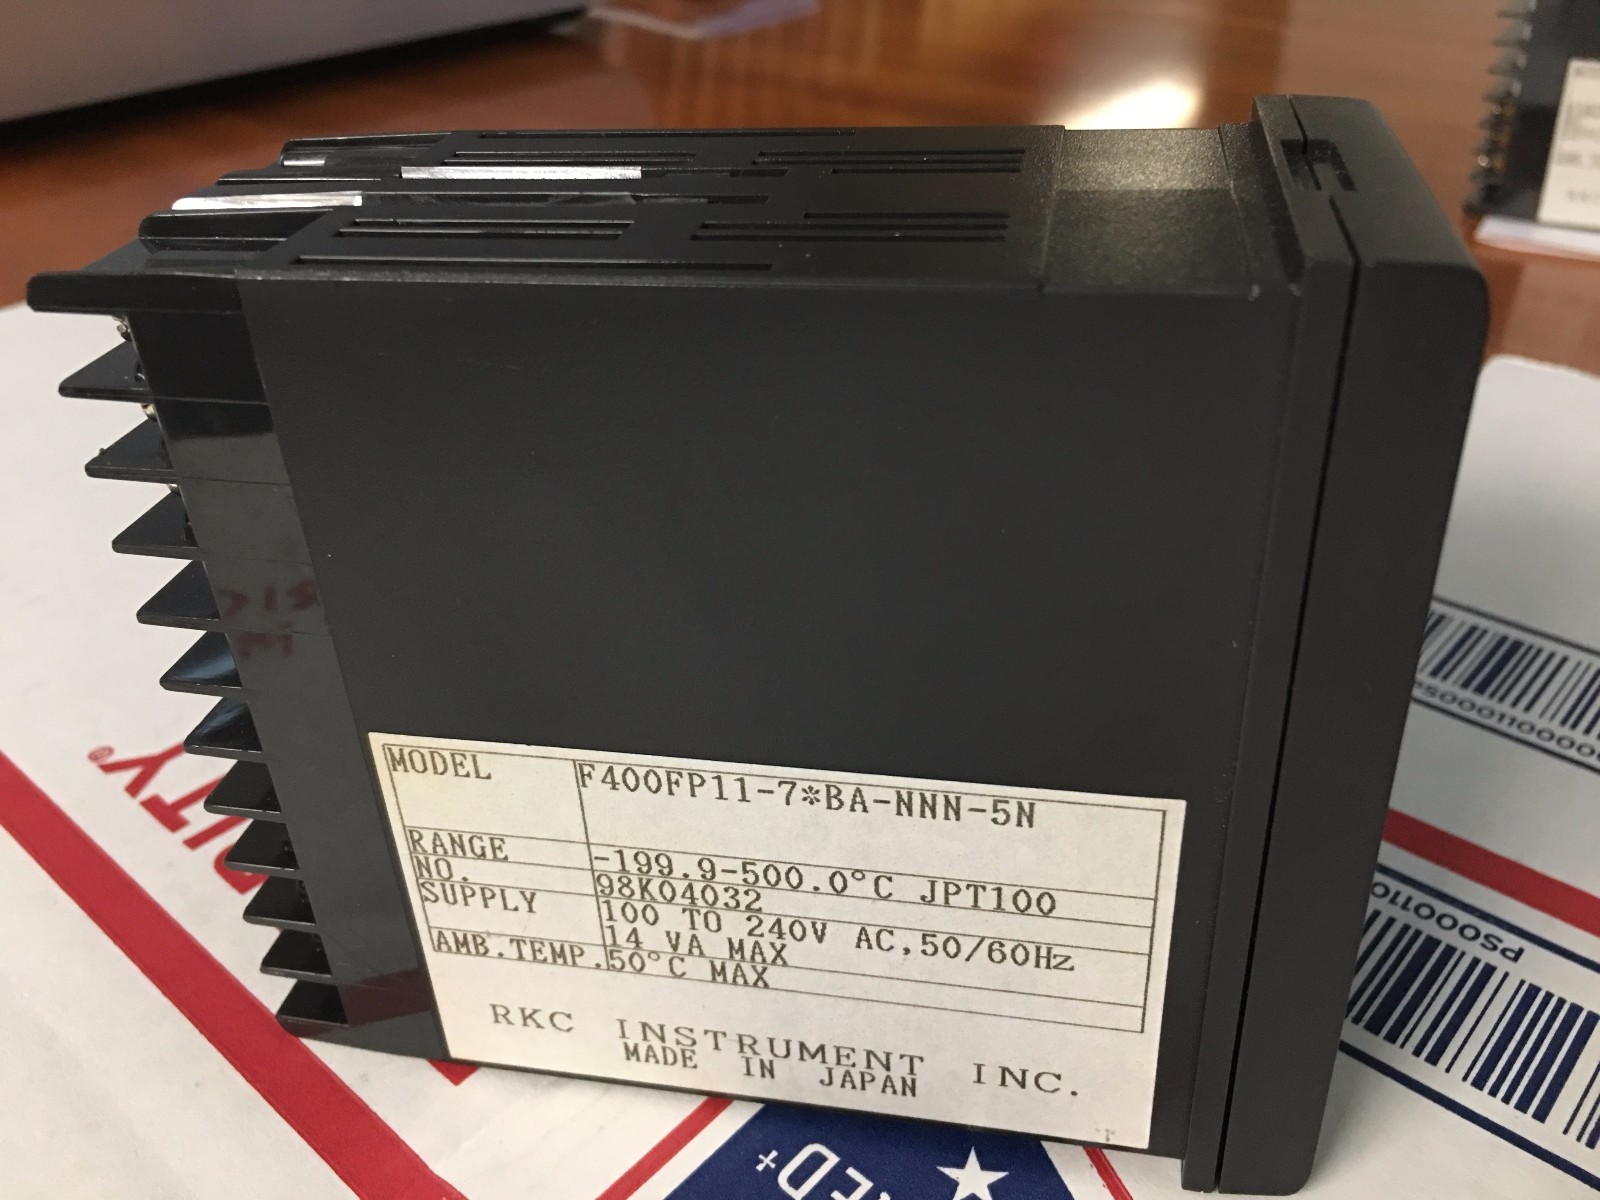 MODEL F400FP11-7*BA-NNN-5N
RANGE -199.9-500.0°C JPT100
NO. 98K04032
SUPPLY 100 TO 240V AC,50/60Hz
14 VA MAX
AMB.TEMP. 50°C MAX
RKC INSTRUMENT INC.
MADE IN JAPAN